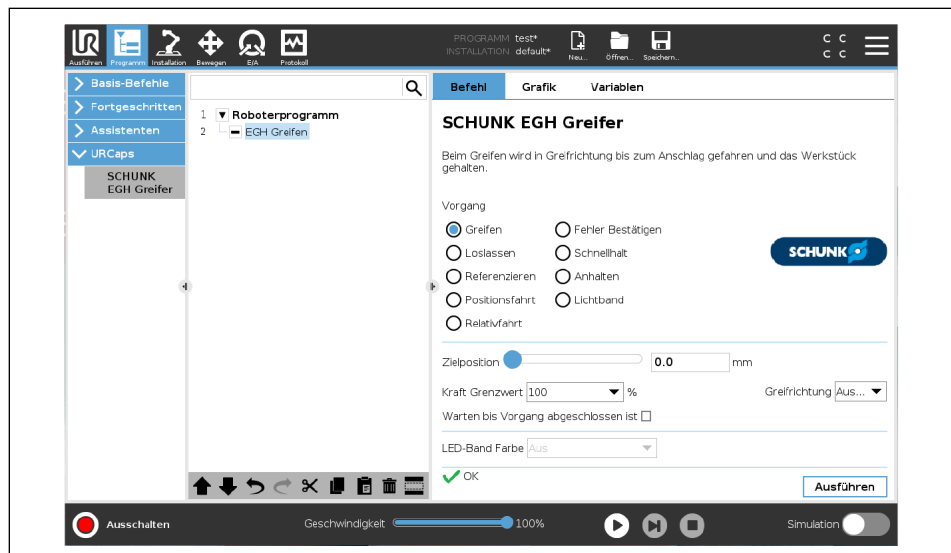 PROGRAMM test*
INSTALLATION default*
Ausführen
Programm
Installation
Bewegen
E/A
Protokoll
Neu...
Öffnen...
Speichern...
C C
C C
Basis-Befehle
Fortgeschritten
Assistenten
URCaps
SCHUNK
EGH Greifer
1 Roboterprogramm
2 EGH Greifen
Befehl Grafik Variablen
SCHUNK EGH Greifer
Beim Greifen wird in Greifrichtung bis zum Anschlag gefahren und das Werkstück
gehalten.
Vorgang
Greifen
Loslassen
Referenzieren
Positionsfahrt
Relativfahrt
Fehler Bestätigen
Schnellhalt
Anhalten
Lichtband
SCHUNK
Zielposition 0.0 mm
Kraft Grenzwert 100 % Greifrichtung Aus...
Warten bis Vorgang abgeschlossen ist
LED-Band Farbe Aus
OK
Ausführen
Ausschalten
Geschwindigkeit 100%
Simulation